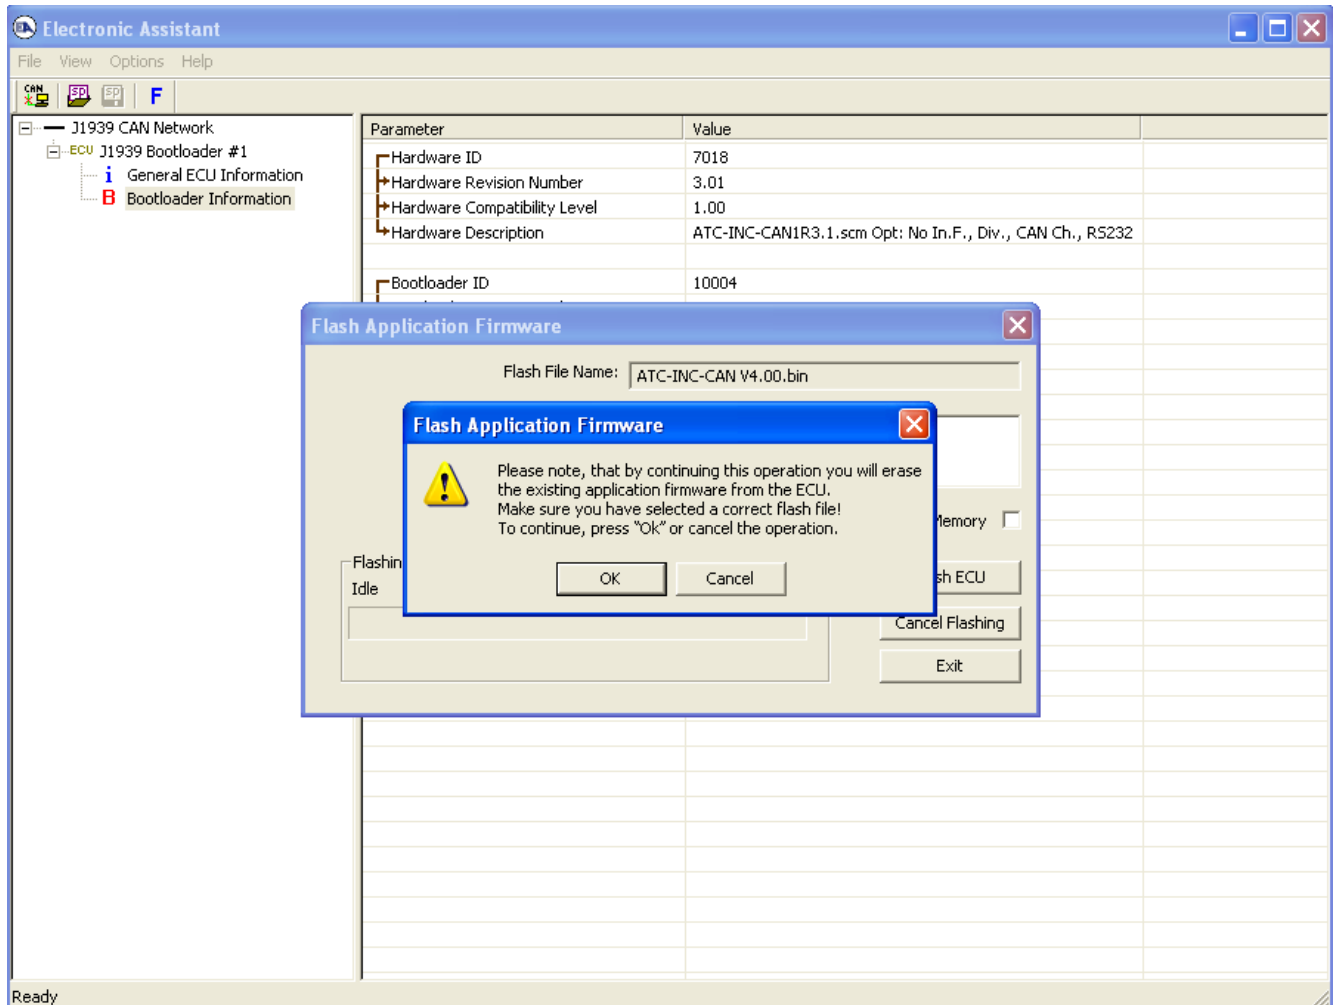 Electronic Assistant
File View Options Help
CAN SP SP F
J1939 CAN Network
ECU J1939 Bootloader #1
i General ECU Information
B Bootloader Information
Parameter Value
Hardware ID 7018
Hardware Revision Number 3.01
Hardware Compatibility Level 1.00
Hardware Description ATC-INC-CAN1R3.1.scm Opt: No In.F., Div., CAN Ch., RS232
Bootloader ID 10004
Flash Application Firmware
Flash File Name: ATC-INC-CAN V4.00.bin
Flash Application Firmware
Please note, that by continuing this operation you will erase
the existing application firmware from the ECU.
Make sure you have selected a correct flash file!
To continue, press “Ok” or cancel the operation.
OK Cancel
Memory
Flashin
Idle
sh ECU
Cancel Flashing
Exit
Ready